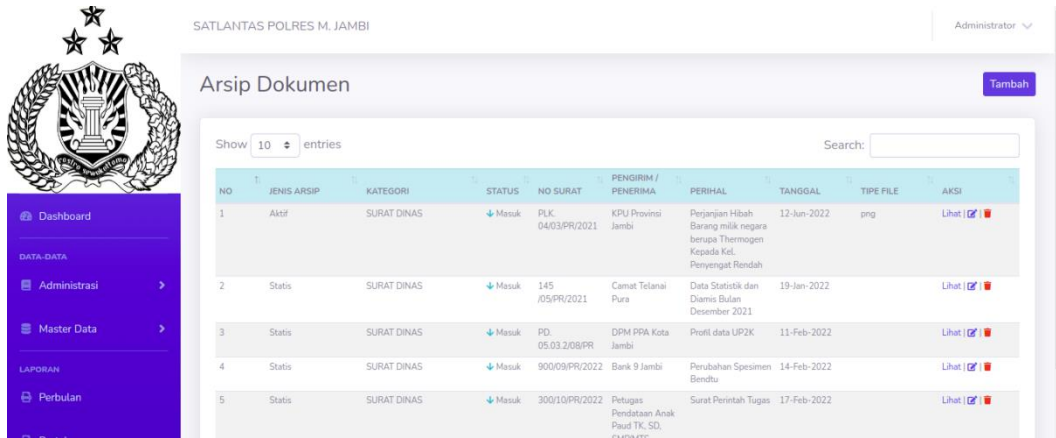 SATLANTAS POLRES M. JAMBI
Administrator
Arsip Dokumen
Tambah
Show 10 entries
Search:
NO JENIS ARSIP KATEGORI STATUS NO SURAT PENGIRIM / PENERIMA PERIHAL TANGGAL TIPE FILE AKSI
1 Aktif SURAT DINAS Masuk PLK. 04/03/PR/2021 KPU Provinsi Jambi Perjanjian Hibah Barang milik negara berupa Thermogen Kepada Kel, Penyengat Rendah 12-Jun-2022 png Lihat | |
2 Statis SURAT DINAS Masuk 145 /05/PR/2021 Camat Telanai Pura Data Statistik dan Diamis Bulan Desember 2021 19-Jan-2022 Lihat | |
3 Statis SURAT DINAS Masuk PD. 05.03.2/08/PR DPM PPA Kota Jambi Profil data UP2K 11-Feb-2022 Lihat | |
4 Statis SURAT DINAS Masuk 900/09/PR/2022 Bank 9 Jambi Perubahan Spesimen Bendtu 14-Feb-2022 Lihat | |
5 Statis SURAT DINAS Masuk 300/10/PR/2022 Petugas Pendataan Anak Paud TK, SD, Surat Perintah Tugas 17-Feb-2022 Lihat | |
Dashboard
DATA-DATA
Administrasi
Master Data
LAPORAN
Perbulan